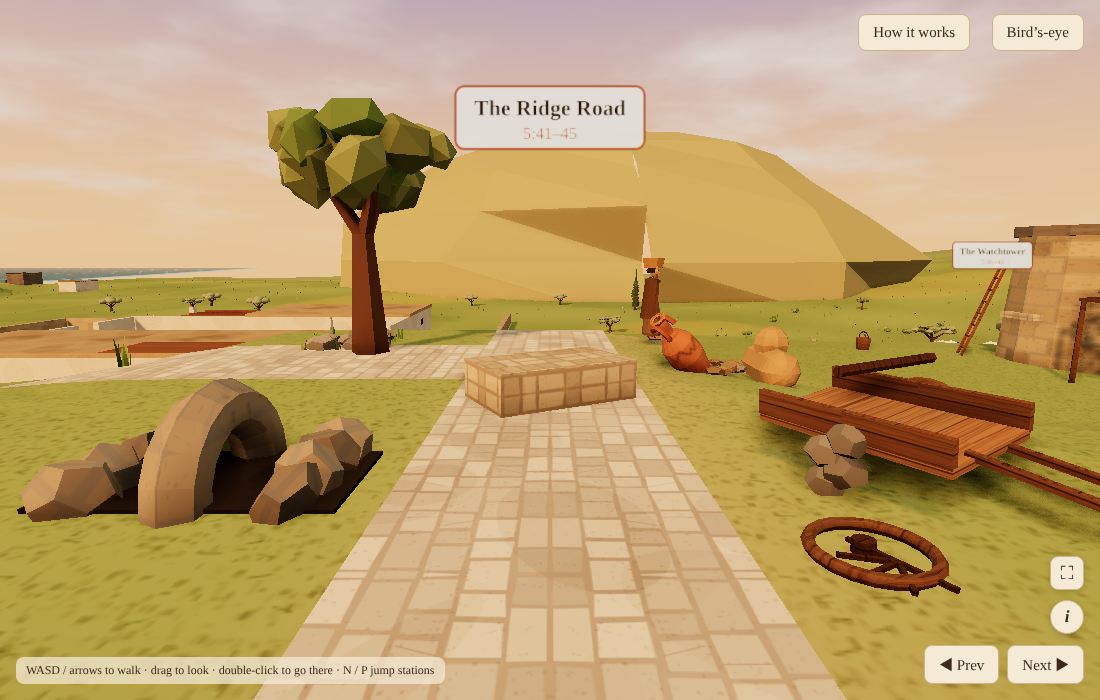 How it works
Bird's-eye
The Ridge Road
5:41–45
The Watchtower
WASD / arrows to walk · drag to look · double-click to go there · N / P jump stations
i
◀ Prev
Next ▶